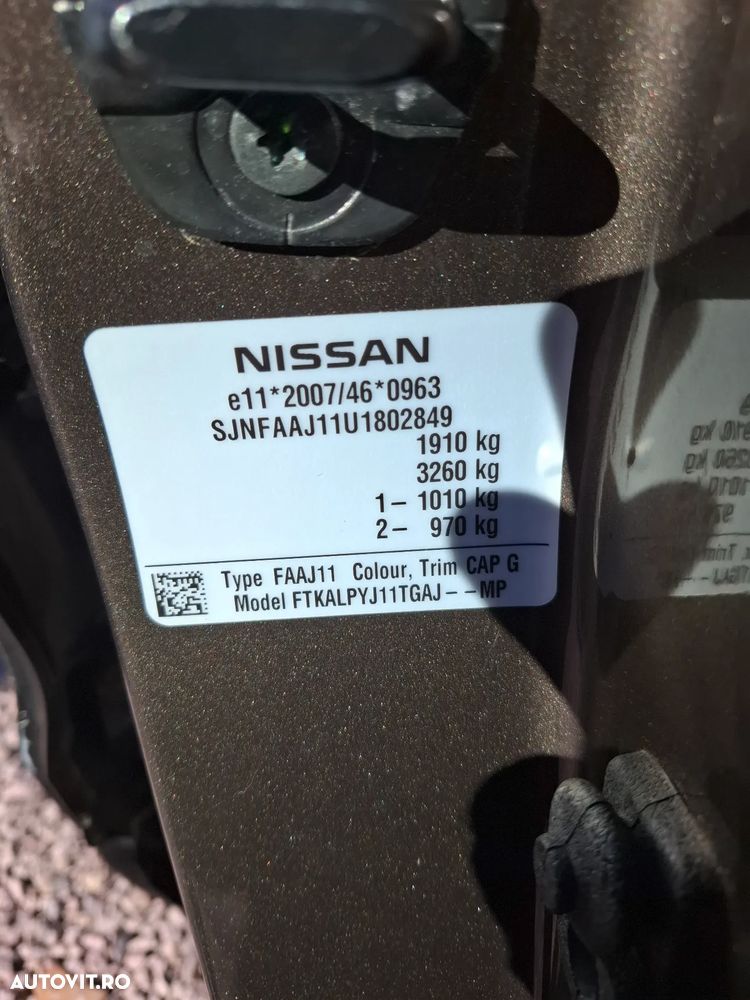 NISSAN
e11*2007/46*0963
SJNFAAJ11U1802849
1910 kg
3260 kg
1– 1010 kg
2– 970 kg
Type FAAJ11 Colour, Trim CAP G
Model FTKALPYJ11TGAJ – – MP
AUTOVIT.RO